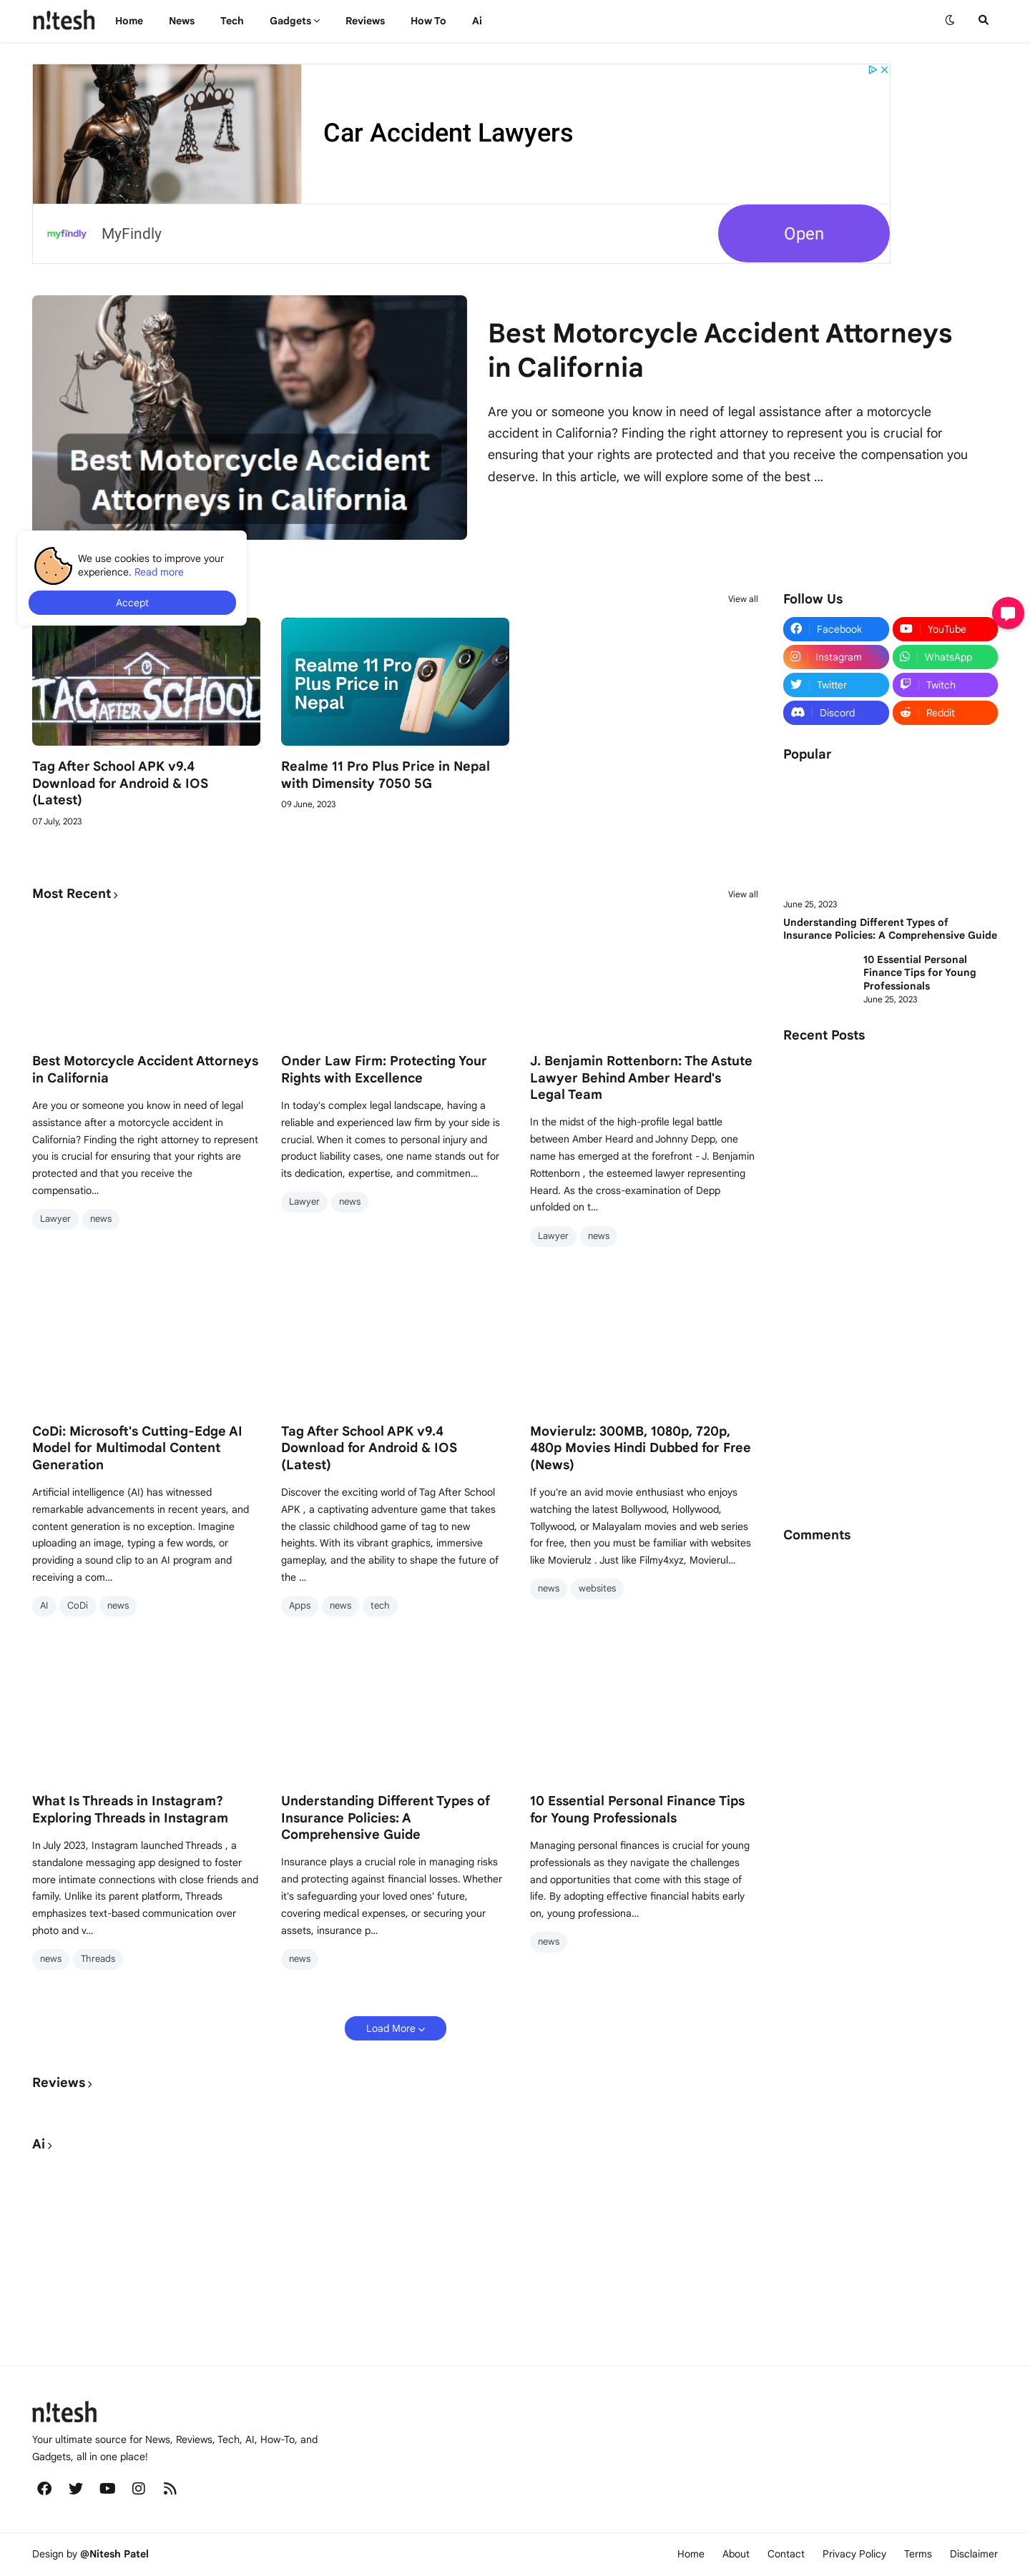 n!tesh
Home
News
Tech
Gadgets
Reviews
How To
Ai
Car Accident Lawyers
myfindly
MyFindly
Open
Best Motorcycle Accident
Attorneys in California
Best Motorcycle Accident Attorneys
in California
Are you or someone you know in need of legal assistance after a motorcycle
accident in California? Finding the right attorney to represent you is crucial for
ensuring that your rights are protected and that you receive the compensation you
deserve. In this article, we will explore some of the best ...
We use cookies to improve your
experience. Read more
Accept
View all
TAG AFTER SCHOOL
Tag After School APK v9.4
Download for Android & IOS
(Latest)
07 July, 2023
Realme 11 Pro
Plus Price in
Nepal
Realme 11 Pro Plus Price in Nepal
with Dimensity 7050 5G
09 June, 2023
Follow Us
Facebook
YouTube
Instagram
WhatsApp
Twitter
Twitch
Discord
Reddit
Popular
June 25, 2023
Understanding Different Types of
Insurance Policies: A Comprehensive Guide
10 Essential Personal
Finance Tips for Young
Professionals
June 25, 2023
Recent Posts
Comments
Most Recent
View all
Best Motorcycle Accident Attorneys
in California
Are you or someone you know in need of legal
assistance after a motorcycle accident in
California? Finding the right attorney to represent
you is crucial for ensuring that your rights are
protected and that you receive the
compensatio...
Lawyer
news
Onder Law Firm: Protecting Your
Rights with Excellence
In today's complex legal landscape, having a
reliable and experienced law firm by your side is
crucial. When it comes to personal injury and
product liability cases, one name stands out for
its dedication, expertise, and commitmen...
Lawyer
news
J. Benjamin Rottenborn: The Astute
Lawyer Behind Amber Heard's
Legal Team
In the midst of the high-profile legal battle
between Amber Heard and Johnny Depp, one
name has emerged at the forefront - J. Benjamin
Rottenborn , the esteemed lawyer representing
Heard. As the cross-examination of Depp
unfolded on t...
Lawyer
news
CoDi: Microsoft's Cutting-Edge AI
Model for Multimodal Content
Generation
Artificial intelligence (AI) has witnessed
remarkable advancements in recent years, and
content generation is no exception. Imagine
uploading an image, typing a few words, or
providing a sound clip to an AI program and
receiving a com...
AI
CoDi
news
Tag After School APK v9.4
Download for Android & IOS
(Latest)
Discover the exciting world of Tag After School
APK , a captivating adventure game that takes
the classic childhood game of tag to new
heights. With its vibrant graphics, immersive
gameplay, and the ability to shape the future of
the ...
Apps
news
tech
Movierulz: 300MB, 1080p, 720p,
480p Movies Hindi Dubbed for Free
(News)
If you're an avid movie enthusiast who enjoys
watching the latest Bollywood, Hollywood,
Tollywood, or Malayalam movies and web series
for free, then you must be familiar with websites
like Movierulz . Just like Filmy4xyz, Movierul...
news
websites
What Is Threads in Instagram?
Exploring Threads in Instagram
In July 2023, Instagram launched Threads , a
standalone messaging app designed to foster
more intimate connections with close friends and
family. Unlike its parent platform, Threads
emphasizes text-based communication over
photo and v...
news
Threads
Understanding Different Types of
Insurance Policies: A
Comprehensive Guide
Insurance plays a crucial role in managing risks
and protecting against financial losses. Whether
it's safeguarding your loved ones' future,
covering medical expenses, or securing your
assets, insurance p...
news
10 Essential Personal Finance Tips
for Young Professionals
Managing personal finances is crucial for young
professionals as they navigate the challenges
and opportunities that come with this stage of
life. By adopting effective financial habits early
on, young professiona...
news
Load More
Reviews
Ai
n!tesh
Your ultimate source for News, Reviews, Tech, AI, How-To, and
Gadgets, all in one place!
Design by @Nitesh Patel
Home
About
Contact
Privacy Policy
Terms
Disclaimer